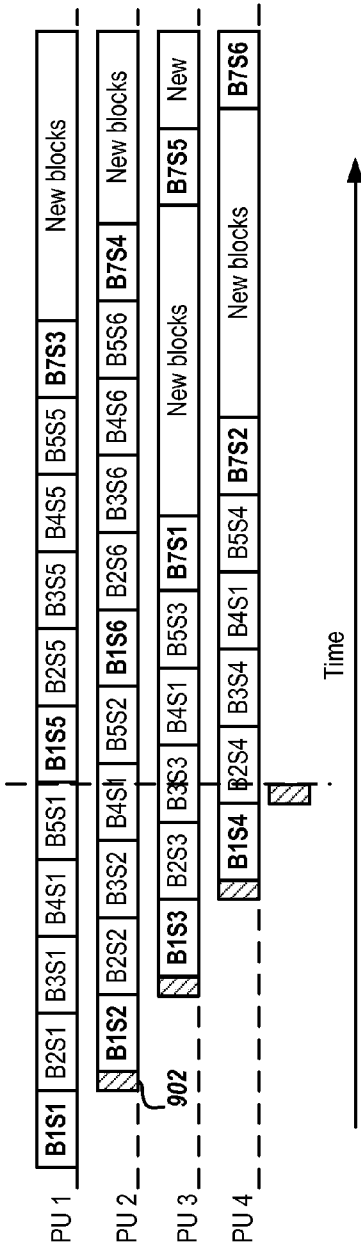 PU 1 B1S1 B2S1 B3S1 B4S1 B5S1 B1S5 B2S5 B3S5 B4S5 B5S5 B7S3 New blocks
PU 2 B1S2 B2S2 B3S2 B4S1 B5S2 B1S6 B2S6 B3S6 B4S6 B5S6 B7S4 New blocks
902
PU 3 B1S3 B2S3 B3S3 B4S1 B5S3 B7S1 New blocks B7S5 New
PU 4 B1S4 B2S4 B3S4 B4S1 B5S4 B7S2 New blocks B7S6
Time